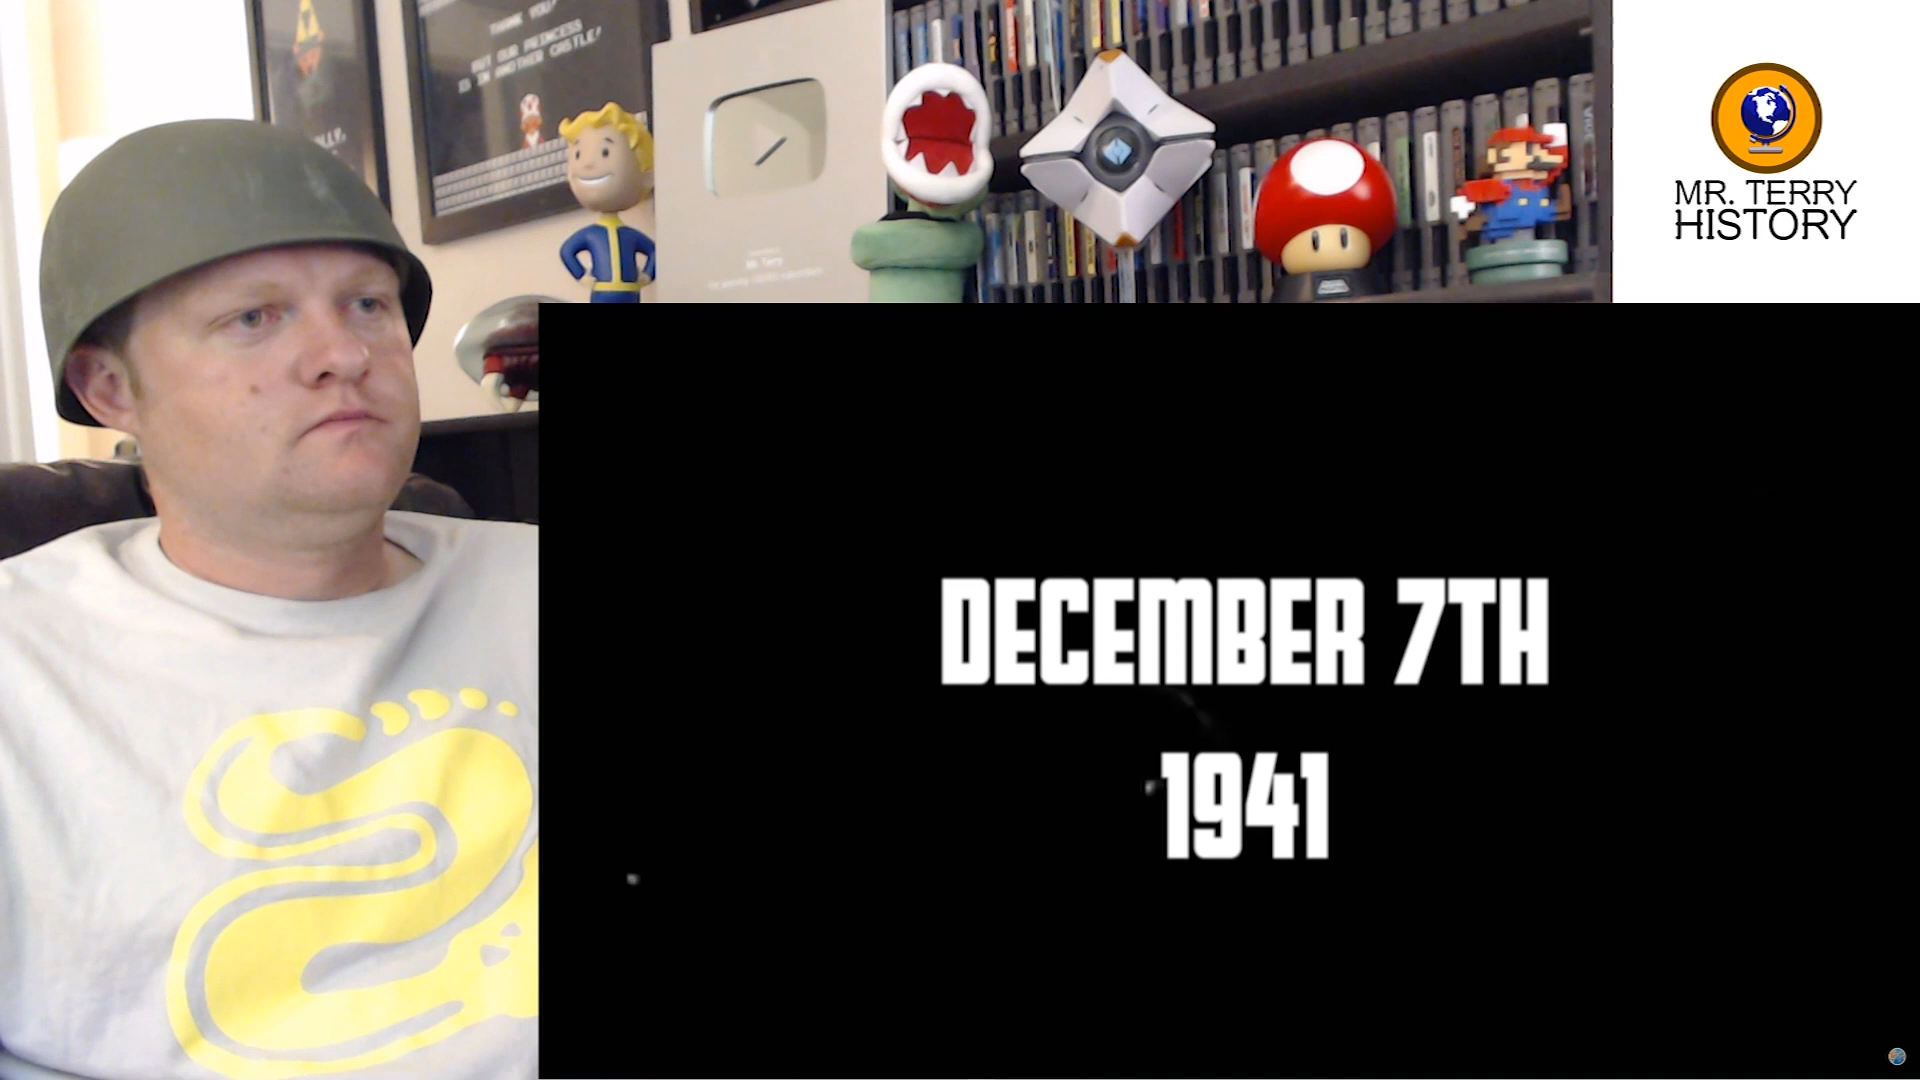 THANK YOU!
BUT OUR PRINCESS
IS IN ANOTHER CASTLE!
MR. TERRY
HISTORY
DECEMBER 7TH
1941